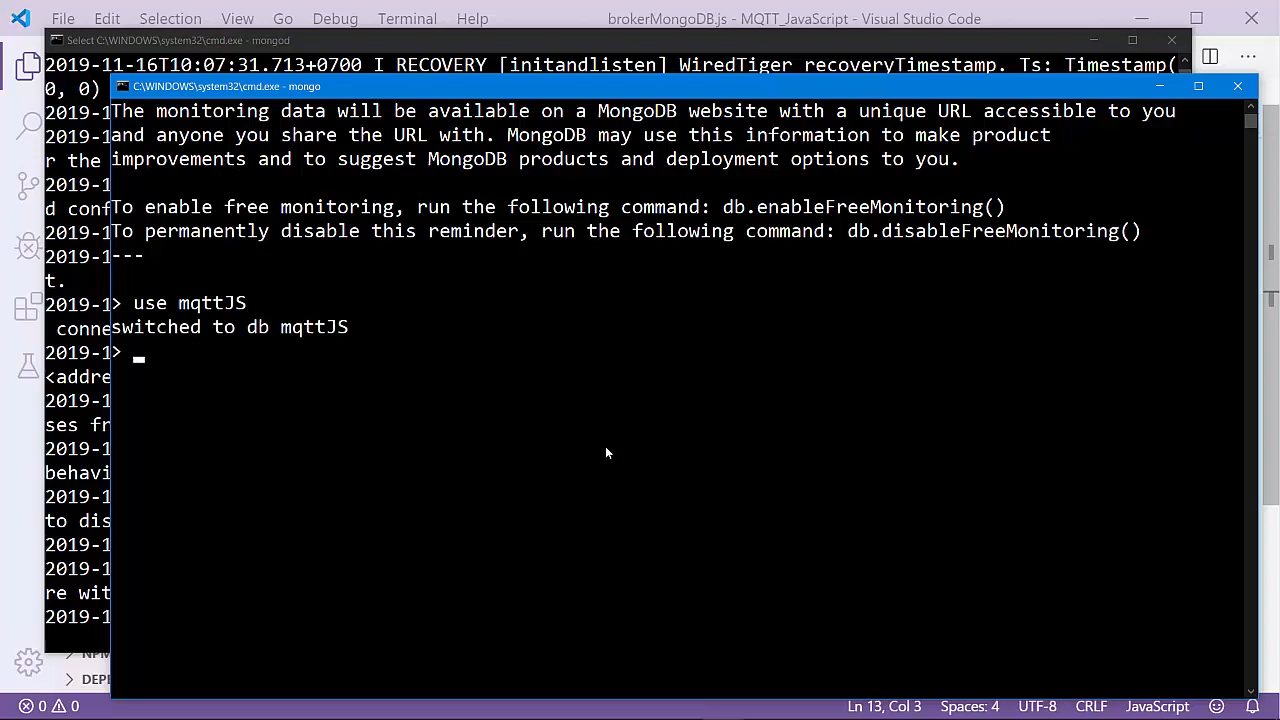 File Edit Selection View Go Debug Terminal Help brokerMongoDB.js - MQTT_JavaScript - Visual Studio Code
Select C:\WINDOWS\system32\cmd.exe - mongod
2019-11-16T10:07:31.713+0700 I RECOVERY [initandlisten] WiredTiger recoveryTimestamp. Ts: Timestamp(
0, 0)
C:\WINDOWS\system32\cmd.exe - mongo
The monitoring data will be available on a MongoDB website with a unique URL accessible to you
and anyone you share the URL with. MongoDB may use this information to make product
improvements and to suggest MongoDB products and deployment options to you.
To enable free monitoring, run the following command: db.enableFreeMonitoring()
To permanently disable this reminder, run the following command: db.disableFreeMonitoring()
---
> use mqttJS
switched to db mqttJS
>
2019-1
2019-1
r the
2019-1
d conf
2019-1
2019-1
t.
2019-1
conne
2019-1
<addre
2019-1
ses fr
2019-1
behavi
2019-1
to dis
2019-1
2019-1
re wit
2019-1
NPM
DEPE
0 0 Ln 13, Col 3 Spaces: 4 UTF-8 CRLF JavaScript